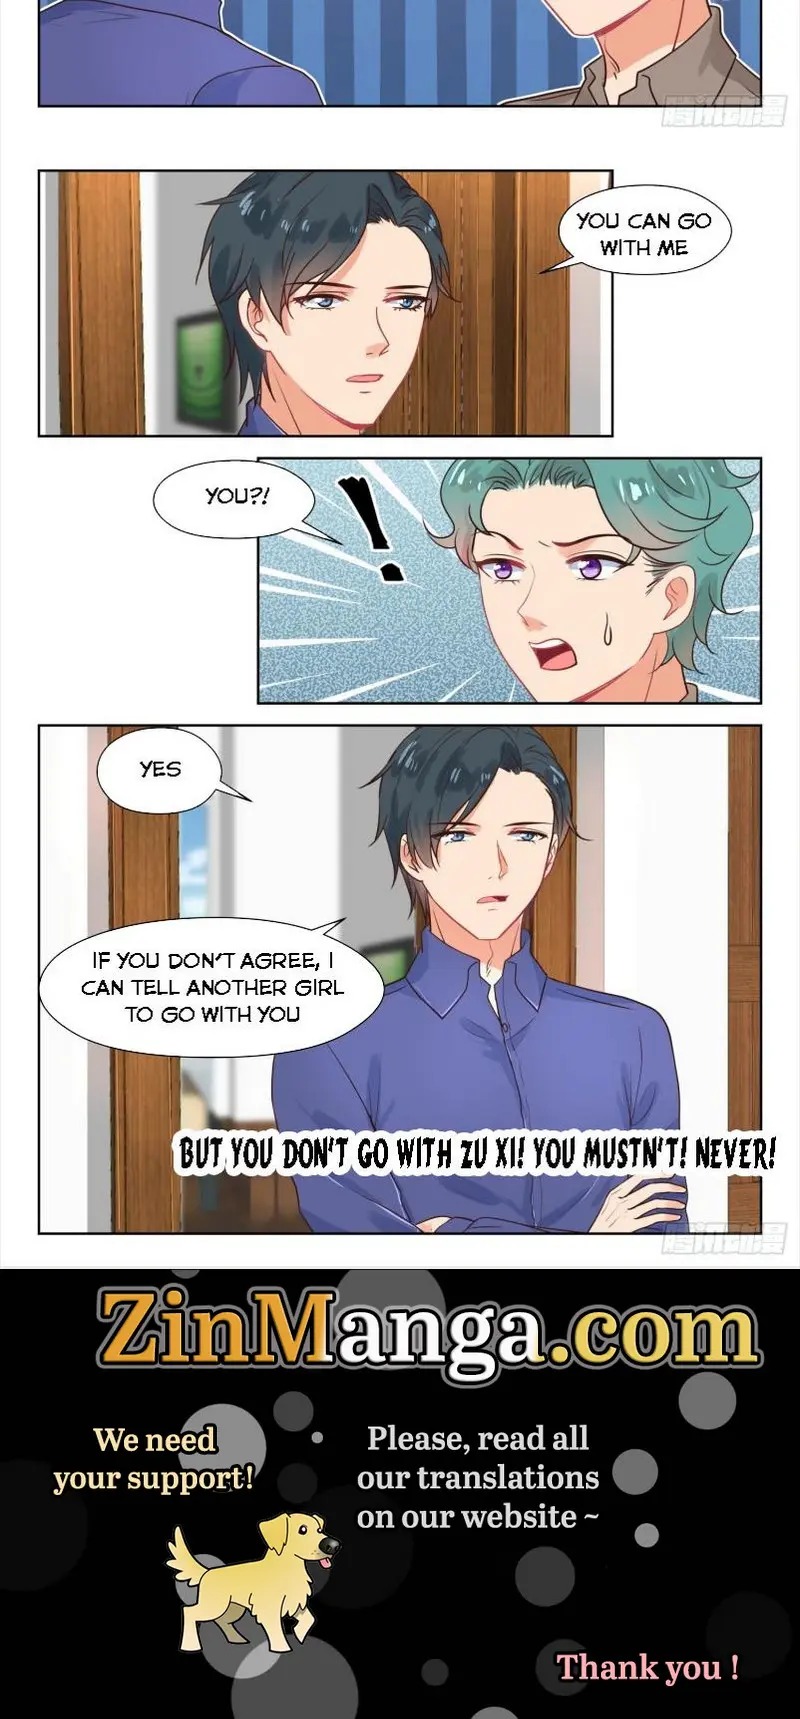 YOU CAN GO
WITH ME
YOU?!
YES
IF YOU DON'T AGREE, I
CAN TELL ANOTHER GIRL
TO GO WITH YOU
BUT YOU DON'T GO WITH ZU XI! YOU MUSTN'T! NEVER!
ZinManga.com
We need
your support!
Please, read all
our translations
on our website ~
Thank you !